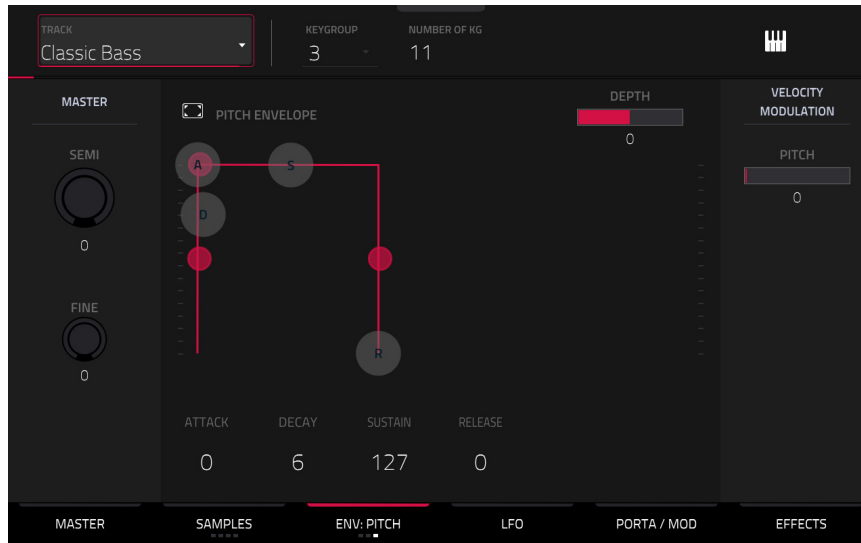 TRACK
Classic Bass
KEYGROUP
3
NUMBER OF KG
11
MASTER
SEMI
0
FINE
0
PITCH ENVELOPE
DEPTH
0
A
S
D
R
ATTACK
DECAY
SUSTAIN
RELEASE
0
6
127
0
VELOCITY
MODULATION
PITCH
0
MASTER
SAMPLES
ENV: PITCH
LFO
PORTA / MOD
EFFECTS